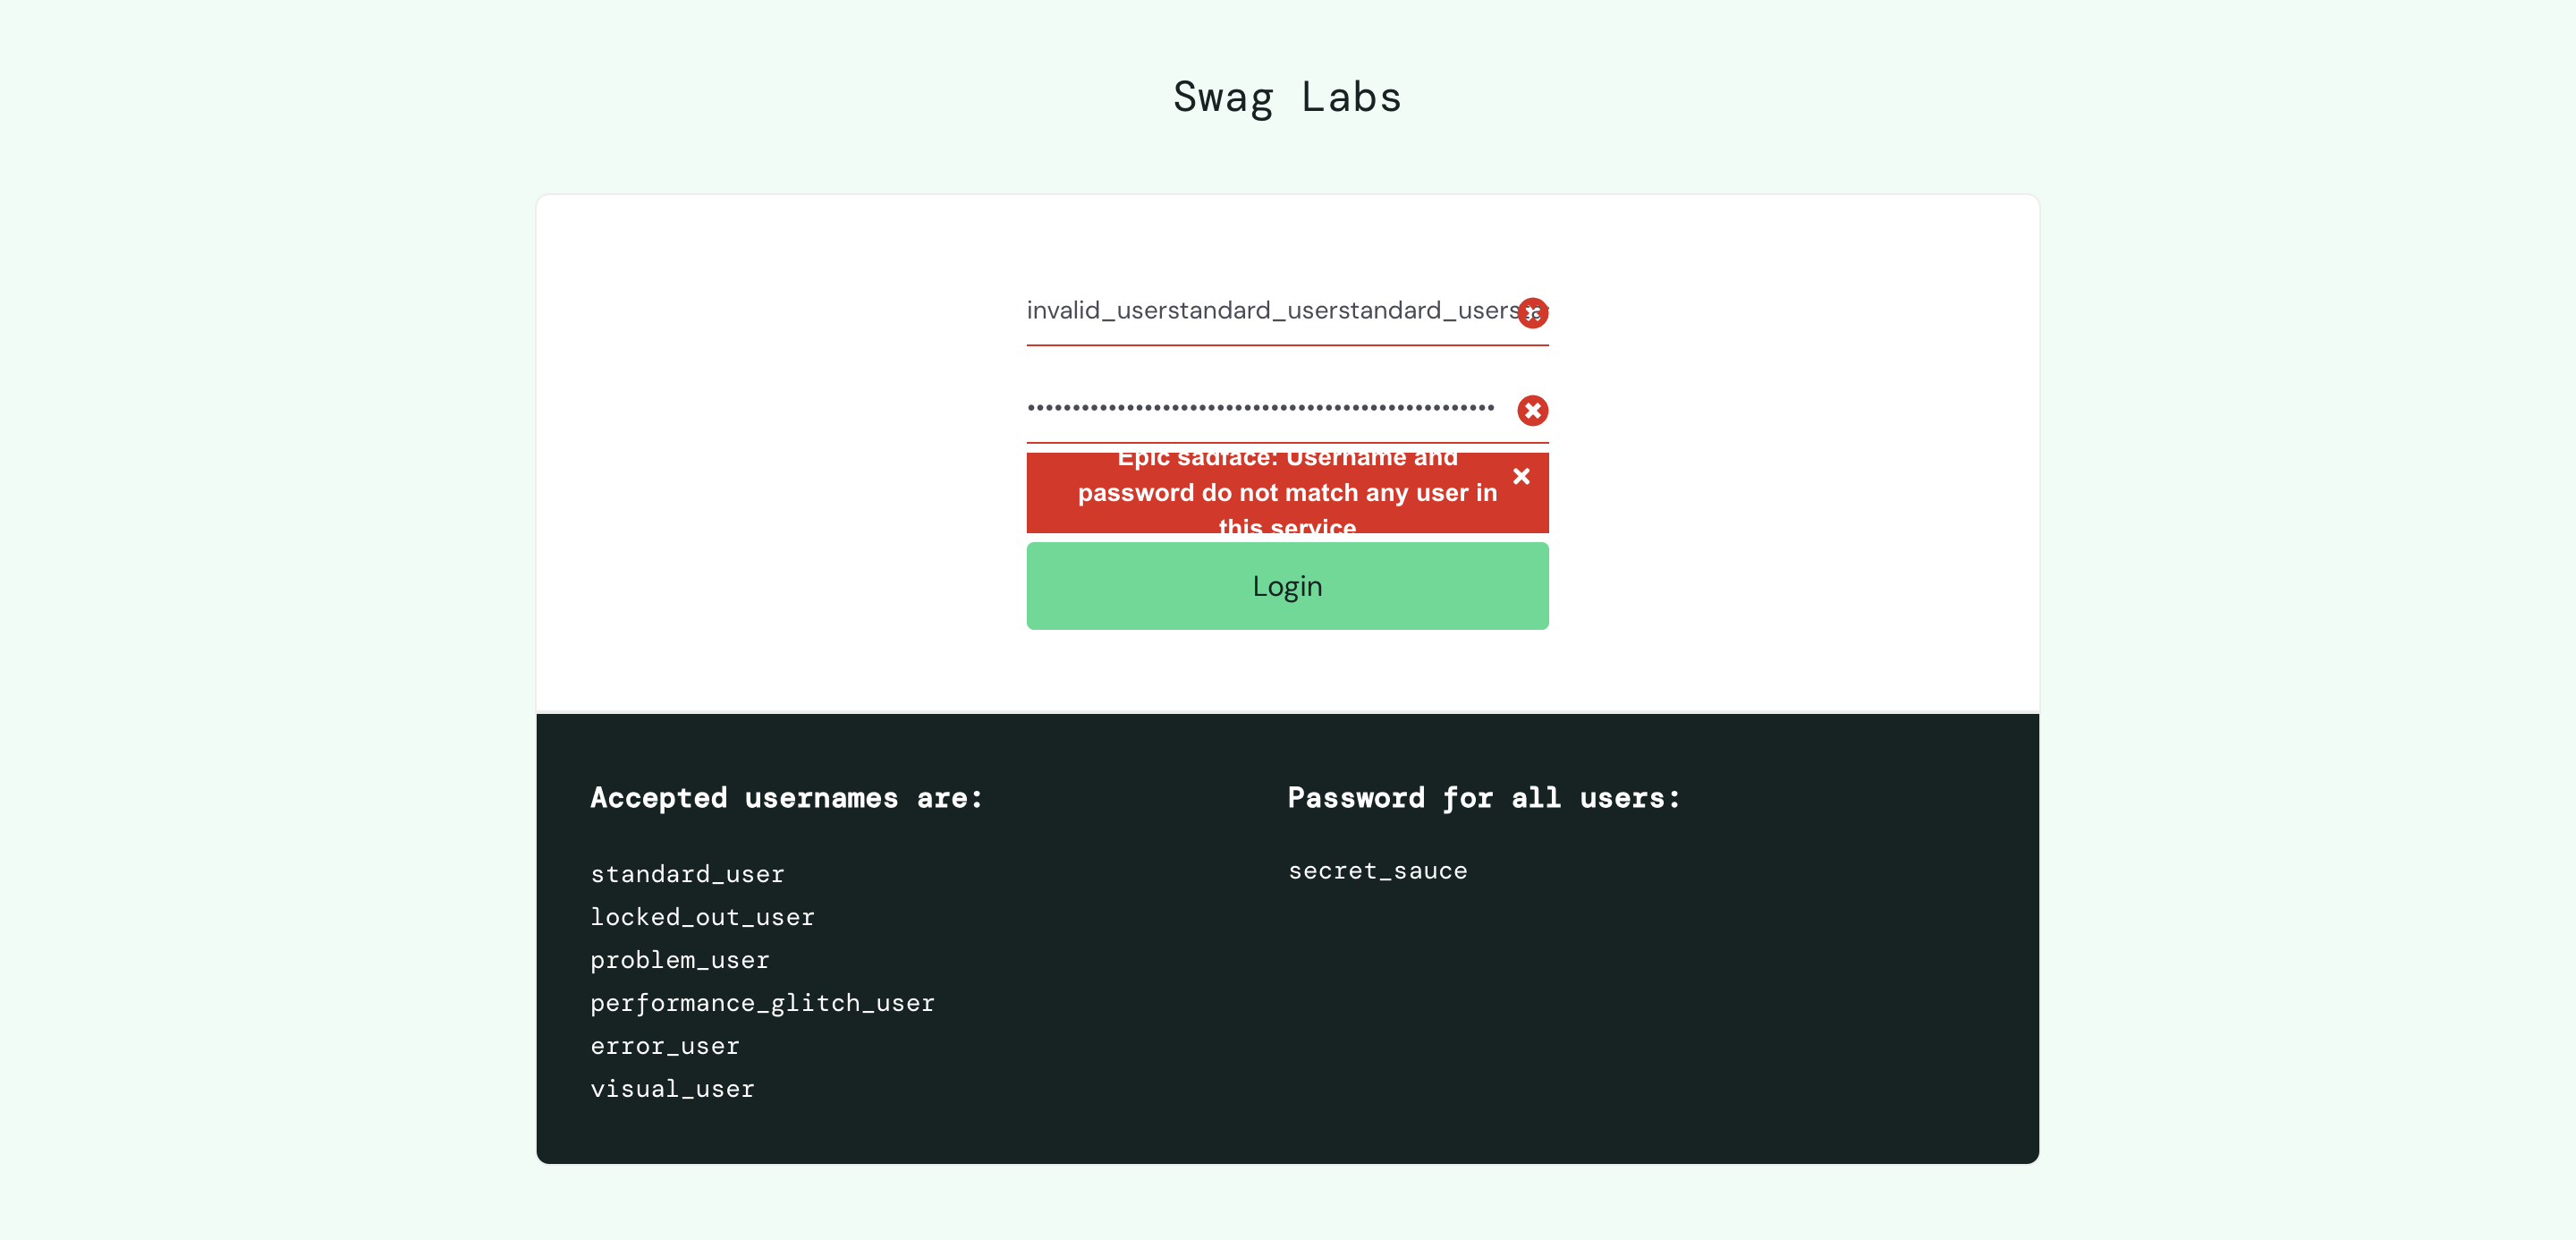 Swag Labs
invalid_userstandard_userstandard_userstar
••••••••••••••••••••••••••••••••••••••••••••••••••••
Epic sadface: Username and
password do not match any user in
this service
Login
Accepted usernames are:
standard_user
locked_out_user
problem_user
performance_glitch_user
error_user
visual_user
Password for all users:
secret_sauce